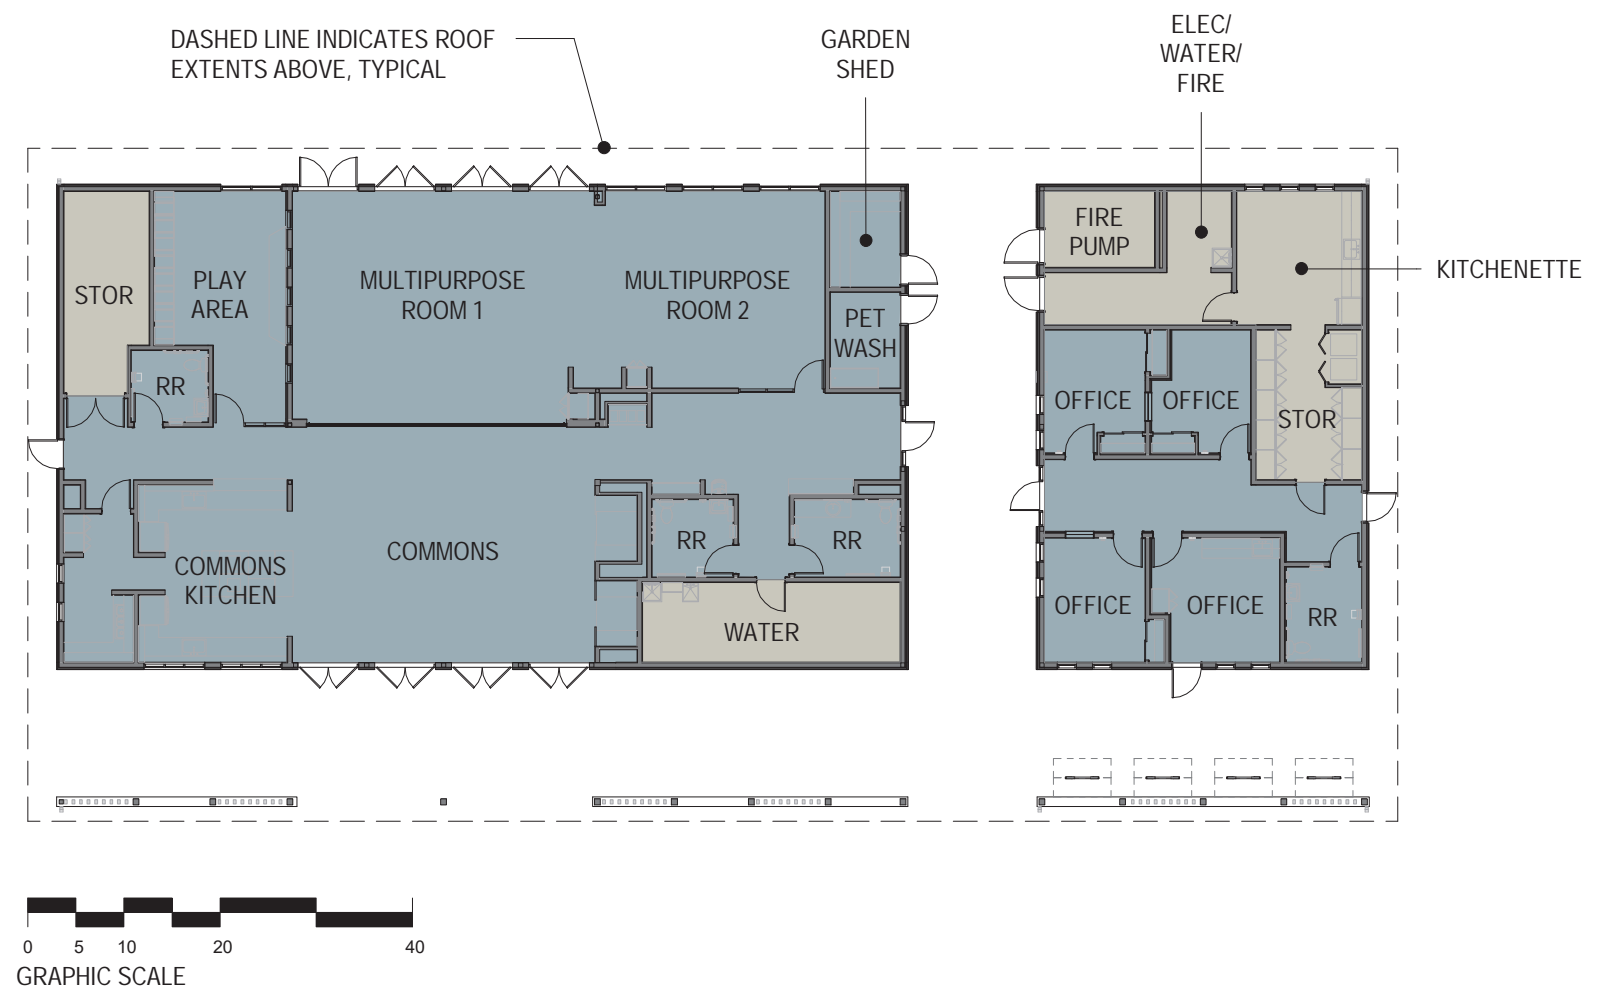 DASHED LINE INDICATES ROOF
EXTENTS ABOVE, TYPICAL
GARDEN
SHED
ELEC/
WATER/
FIRE
STOR
PLAY
AREA
MULTIPURPOSE
ROOM 1
MULTIPURPOSE
ROOM 2
PET
WASH
FIRE
PUMP
KITCHENETTE
RR
OFFICE
OFFICE
STOR
COMMONS
KITCHEN
COMMONS
RR
RR
WATER
OFFICE
OFFICE
RR
0 5 10 20 40
GRAPHIC SCALE